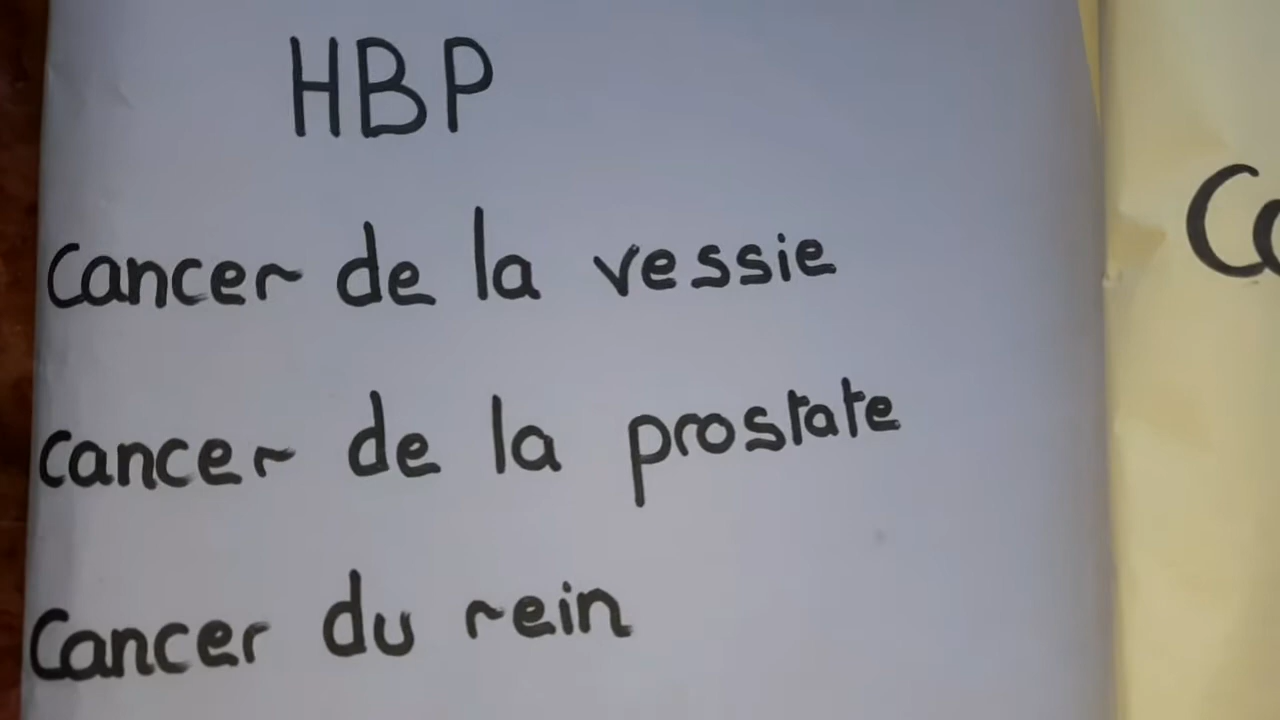 HBP
Cancer de la vessie
cancer de la prostate
Cancer du rein